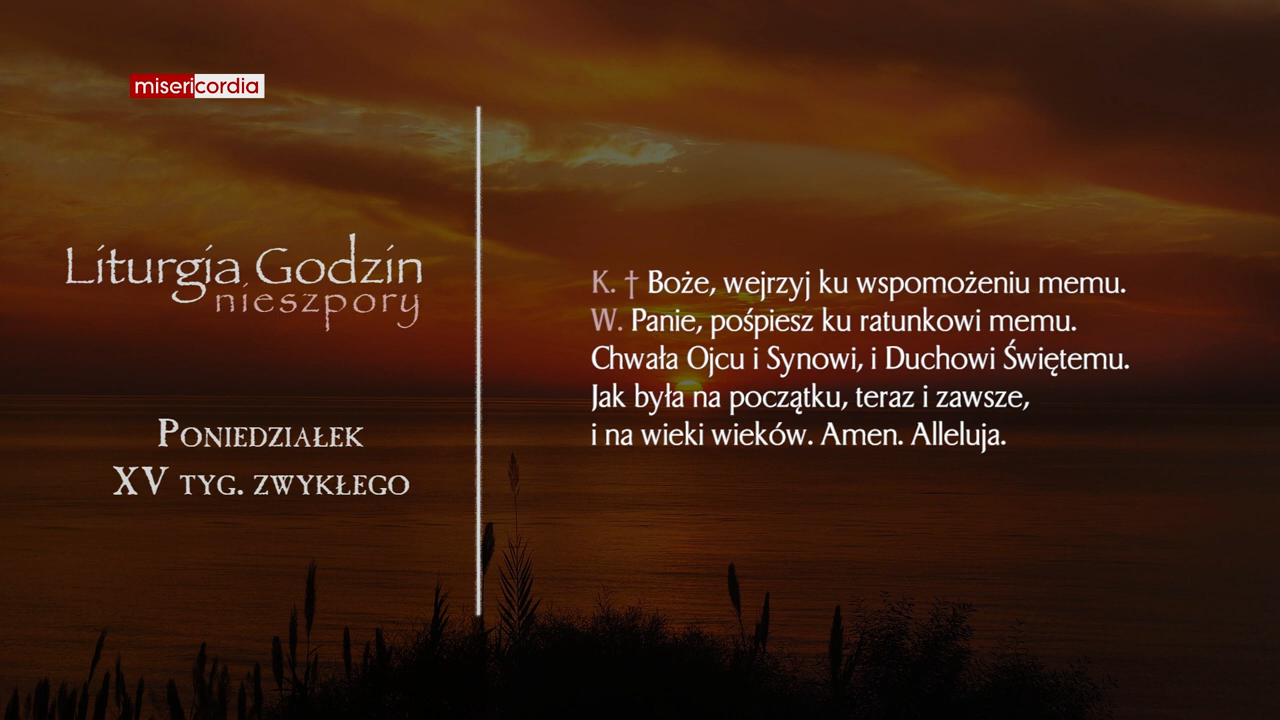 misericordia
Liturgia Godzin
nieszpory
Poniedziałek
XV tyg. zwykłego
K. † Boże, wejrzyj ku wspomożeniu memu.
W. Panie, pośpiesz ku ratunkowi memu.
Chwała Ojcu i Synowi, i Duchowi Świętemu.
Jak była na początku, teraz i zawsze,
i na wieki wieków. Amen. Alleluja.